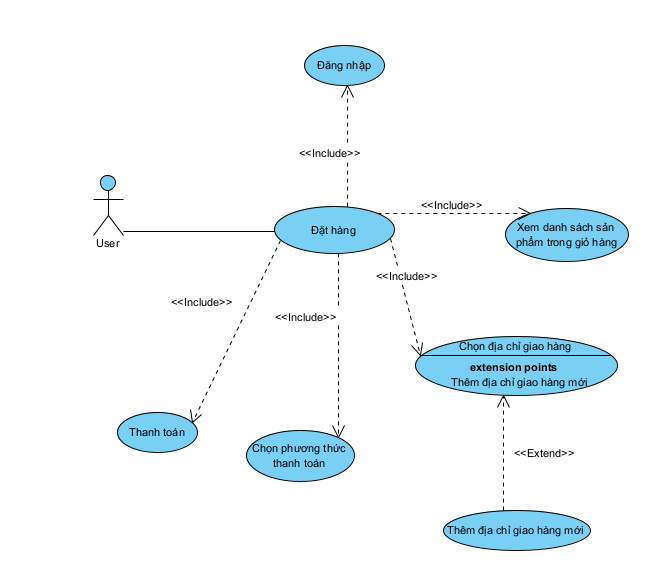 Đăng nhập
<<Include>>
<<Include>>
User
Đặt hàng
Xem danh sách sản
phẩm trong giỏ hàng
<<Include>>
<<Include>>
<<Include>>
Chọn địa chỉ giao hàng
extension points
Thêm địa chỉ giao hàng mới
Thanh toán
Chọn phương thức
thanh toán
<<Extend>>
Thêm địa chỉ giao hàng mới